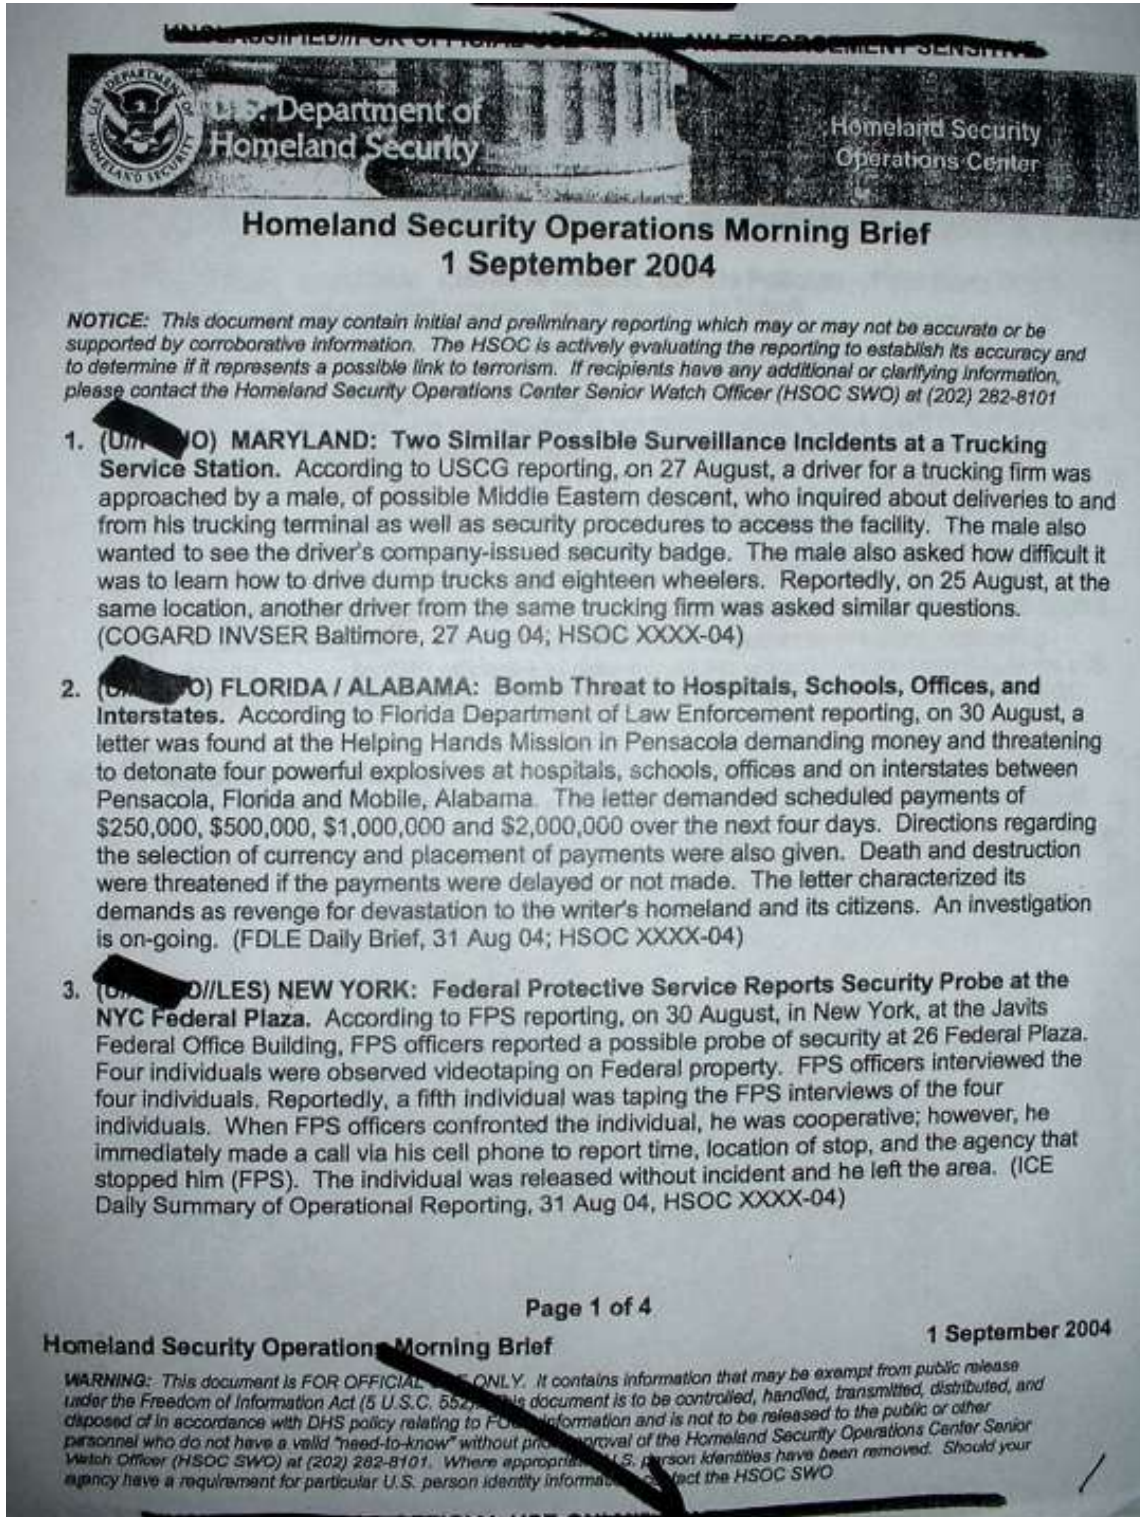 UNCLASSIFIED//FOR OFFICIAL USE ONLY//LAW ENFORCEMENT SENSITIVE
U.S. DEPARTMENT OF HOMELAND SECURITY
U.S. Department of
Homeland Security
Homeland Security
Operations Center
Homeland Security Operations Morning Brief
1 September 2004
NOTICE: This document may contain initial and preliminary reporting which may or may not be accurate or be
supported by corroborative information. The HSOC is actively evaluating the reporting to establish its accuracy and
to determine if it represents a possible link to terrorism. If recipients have any additional or clarifying information,
please contact the Homeland Security Operations Center Senior Watch Officer (HSOC SWO) at (202) 282-8101
1. (U// O) MARYLAND: Two Similar Possible Surveillance Incidents at a Trucking
Service Station. According to USCG reporting, on 27 August, a driver for a trucking firm was
approached by a male, of possible Middle Eastern descent, who inquired about deliveries to and
from his trucking terminal as well as security procedures to access the facility. The male also
wanted to see the driver's company-issued security badge. The male also asked how difficult it
was to learn how to drive dump trucks and eighteen wheelers. Reportedly, on 25 August, at the
same location, another driver from the same trucking firm was asked similar questions.
(COGARD INVSER Baltimore, 27 Aug 04; HSOC XXXX-04)
2. (U O) FLORIDA / ALABAMA: Bomb Threat to Hospitals, Schools, Offices, and
Interstates. According to Florida Department of Law Enforcement reporting, on 30 August, a
letter was found at the Helping Hands Mission in Pensacola demanding money and threatening
to detonate four powerful explosives at hospitals, schools, offices and on interstates between
Pensacola, Florida and Mobile, Alabama. The letter demanded scheduled payments of
$250,000, $500,000, $1,000,000 and $2,000,000 over the next four days. Directions regarding
the selection of currency and placement of payments were also given. Death and destruction
were threatened if the payments were delayed or not made. The letter characterized its
demands as revenge for devastation to the writer's homeland and its citizens. An investigation
is on-going. (FDLE Daily Brief, 31 Aug 04; HSOC XXXX-04)
3. (U// O//LES) NEW YORK: Federal Protective Service Reports Security Probe at the
NYC Federal Plaza. According to FPS reporting, on 30 August, in New York, at the Javits
Federal Office Building, FPS officers reported a possible probe of security at 26 Federal Plaza.
Four individuals were observed videotaping on Federal property. FPS officers interviewed the
four individuals. Reportedly, a fifth individual was taping the FPS interviews of the four
individuals. When FPS officers confronted the individual, he was cooperative; however, he
immediately made a call via his cell phone to report time, location of stop, and the agency that
stopped him (FPS). The individual was released without incident and he left the area. (ICE
Daily Summary of Operational Reporting, 31 Aug 04, HSOC XXXX-04)
Page 1 of 4
Homeland Security Operations Morning Brief
1 September 2004
WARNING: This document is FOR OFFICIAL USE ONLY. It contains information that may be exempt from public release
under the Freedom of Information Act (5 U.S.C. 552). This document is to be controlled, handled, transmitted, distributed, and
disposed of in accordance with DHS policy relating to FOUO information and is not to be released to the public or other
personnel who do not have a valid "need-to-know" without prior approval of the Homeland Security Operations Center Senior
Watch Officer (HSOC SWO) at (202) 282-8101. Where appropriate, U.S. person identities have been removed. Should your
agency have a requirement for particular U.S. person identity information, contact the HSOC SWO